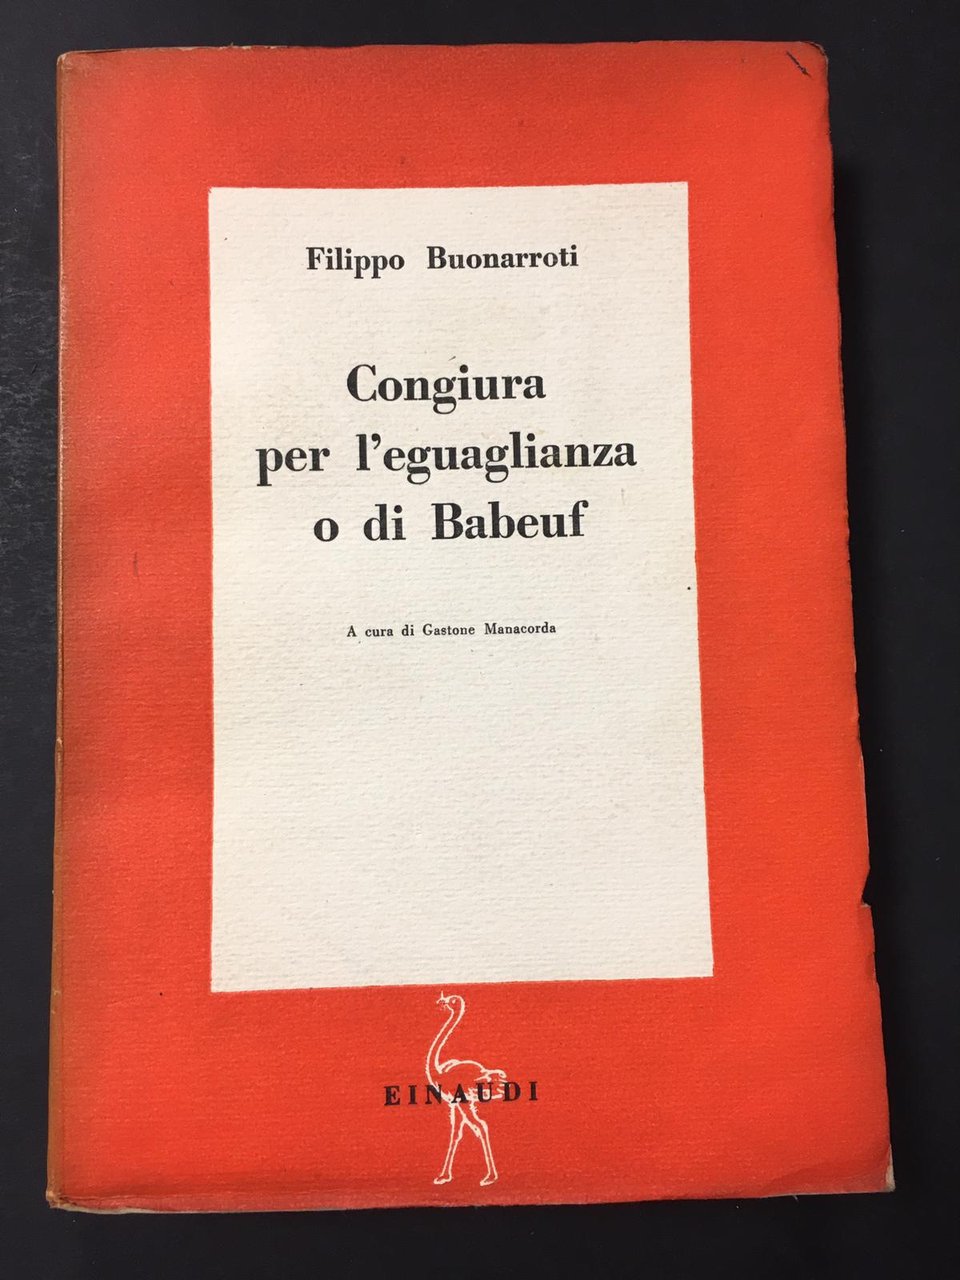 Filippo Buonarroti
Congiura
per l'eguaglianza
o di Babeuf
A cura di Gastone Manacorda
EINAUDI